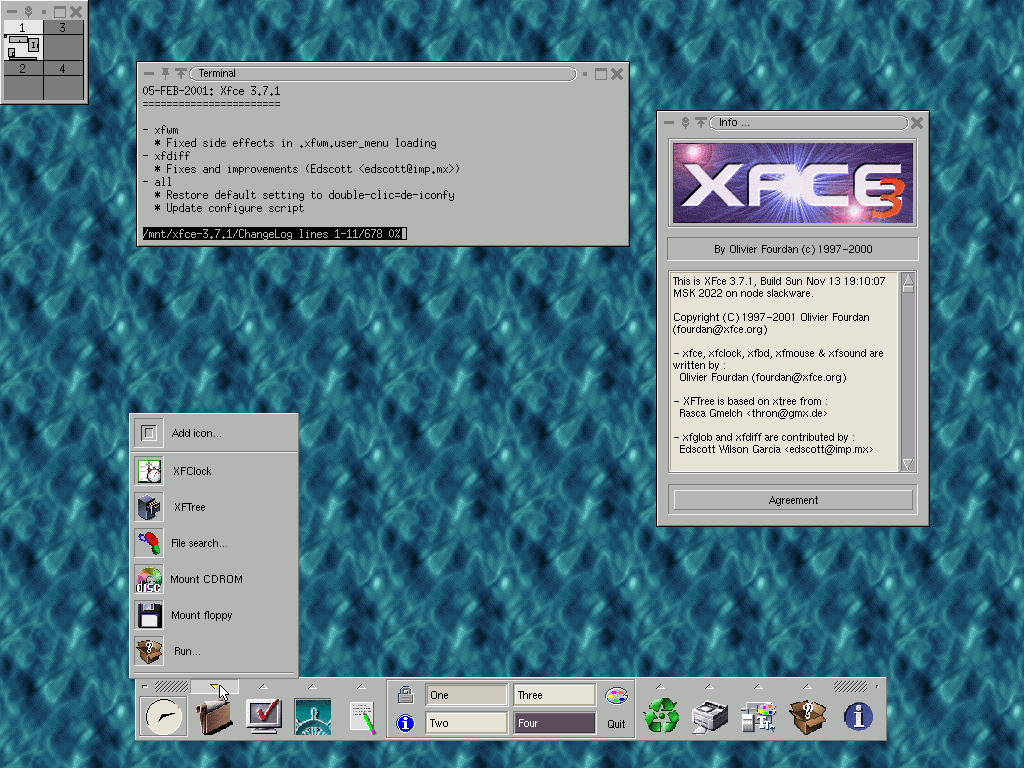 1
3
2
4
Terminal
05-FEB-2001: Xfce 3.7.1
=======================
- xfwm
* Fixed side effects in .xfwm.user_menu loading
- xfdiff
* Fixes and improvements (Edscott <edscott@imp.mx>)
- all
* Restore default setting to double-clic=de-iconfy
* Update configure script
/mnt/xfce-3.7.1/ChangeLog lines 1-11/678 0%
Info ...
XFCE 3
By Olivier Fourdan (c) 1997-2000
This is XFce 3.7.1, Build Sun Nov 13 19:10:07
MSK 2022 on node slackware.
Copyright (C) 1997-2001 Olivier Fourdan
(fourdan@xfce.org)
- xfce, xfclock, xfbd, xfmouse & xfsound are
written by :
Olivier Fourdan (fourdan@xfce.org)
- XFTree is based on xtree from :
Rasca Gmelch <thron@gmx.de>
- xfglob and xfdiff are contributed by :
Edscott Wilson Garcia <edscott@imp.mx>
Agreement
Add icon...
XFClock
XFTree
File search...
disc
Mount CDROM
Mount floppy
Run...
One
Three
Two
Four
Quit